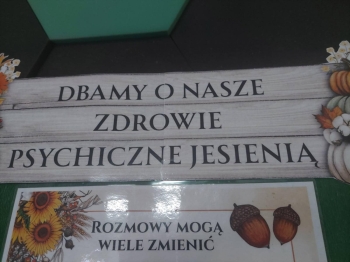 DBAMY O NASZE
ZDROWIE
PSYCHICZNE JESIENIĄ
ROZMOWY MOGĄ
WIELE ZMIENIĆ